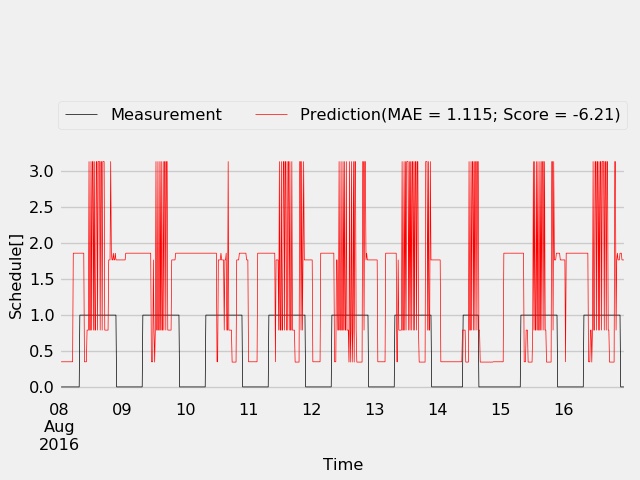 Measurement
Prediction(MAE = 1.115; Score = -6.21)
3.0
2.5
2.0
1.5
1.0
0.5
0.0
Schedule[]
08 09 10 11 12 13 14 15 16
Aug
2016
Time